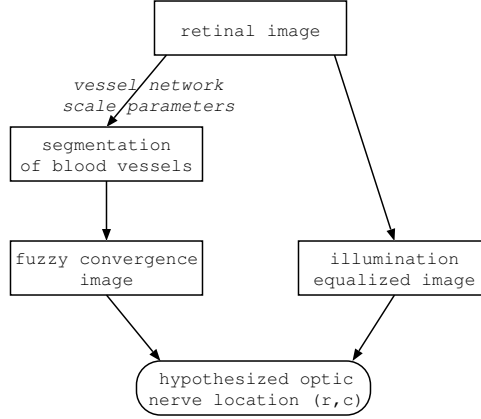 retinal image
vessel network
scale parameters
segmentation
of blood vessels
fuzzy convergence
image
illumination
equalized image
hypothesized optic
nerve location (r,c)